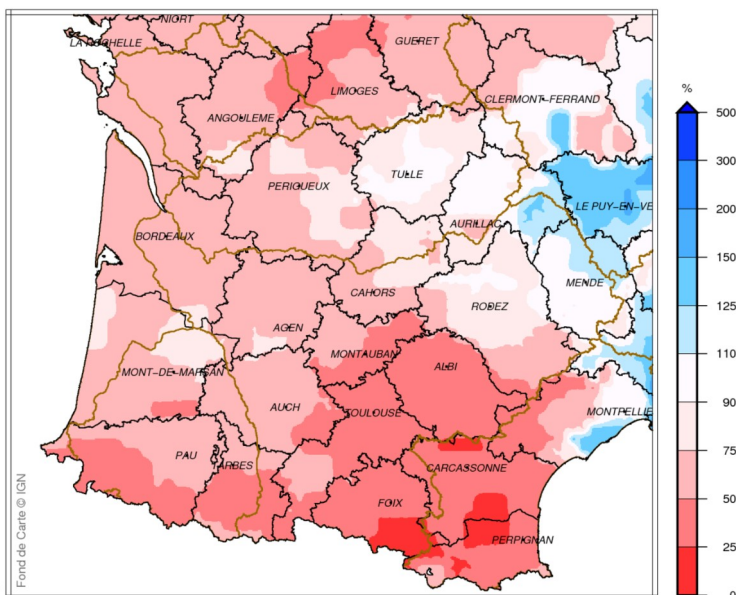 NIORT
LA ROCHELLE
GUERET
%
LIMOGES
CLERMONT-FERRAND
500
ANGOULEME
300
TULLE
PERIGUEUX
200
LE PUY-EN-VE
AURILLAC
BORDEAUX
150
MENDE
CAHORS
RODEZ
125
AGEN
110
MONTAUBAN
ALBI
MONT-DE-MARSAN
90
AUCH
TOULOUSE
MONTPELLIE
75
PAU
TARBES
CARCASSONNE
50
FOIX
PERPIGNAN
25
0
Fond de Carte © IGN